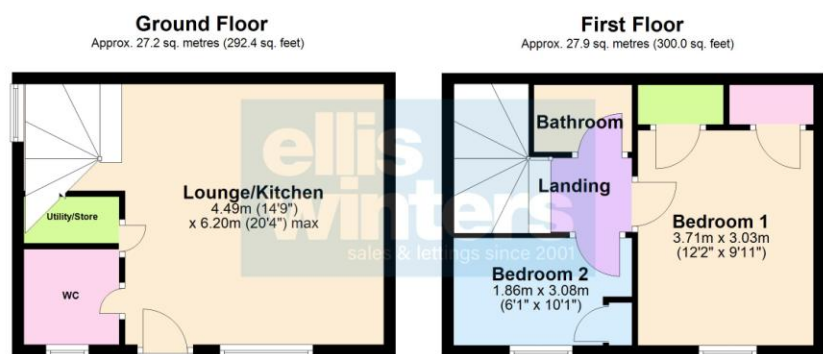 Ground Floor
Approx. 27.2 sq. metres (292.4 sq. feet)
Lounge/Kitchen
4.49m (14'9")
x 6.20m (20'4") max
Utility/Store
WC
First Floor
Approx. 27.9 sq. metres (300.0 sq. feet)
Bathroom
Landing
Bedroom 1
3.71m x 3.03m
(12'2" x 9'11")
Bedroom 2
1.86m x 3.08m
(6'1" x 10'1")
ellis
winters
sales & lettings since 2001